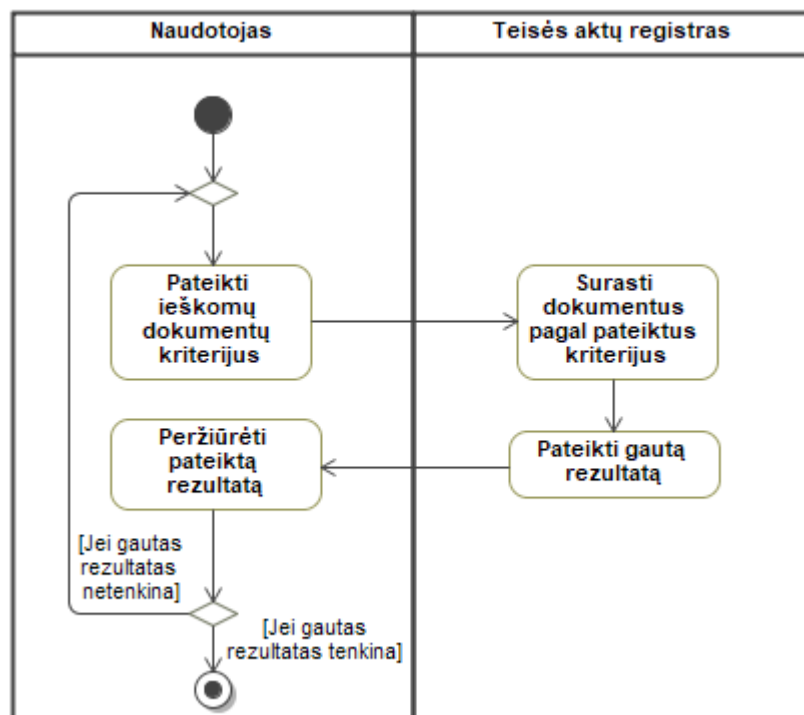 Naudotojas
Teisės aktų registras
Pateikti
ieškomų
dokumentų
kriterijus
Surasti
dokumentus
pagal pateiktus
kriterijus
Peržiūrėti
pateiktą
rezultatą
Pateikti gautą
rezultatą
[Jei gautas
rezultatas
netenkina]
[Jei gautas
rezultatas tenkina]